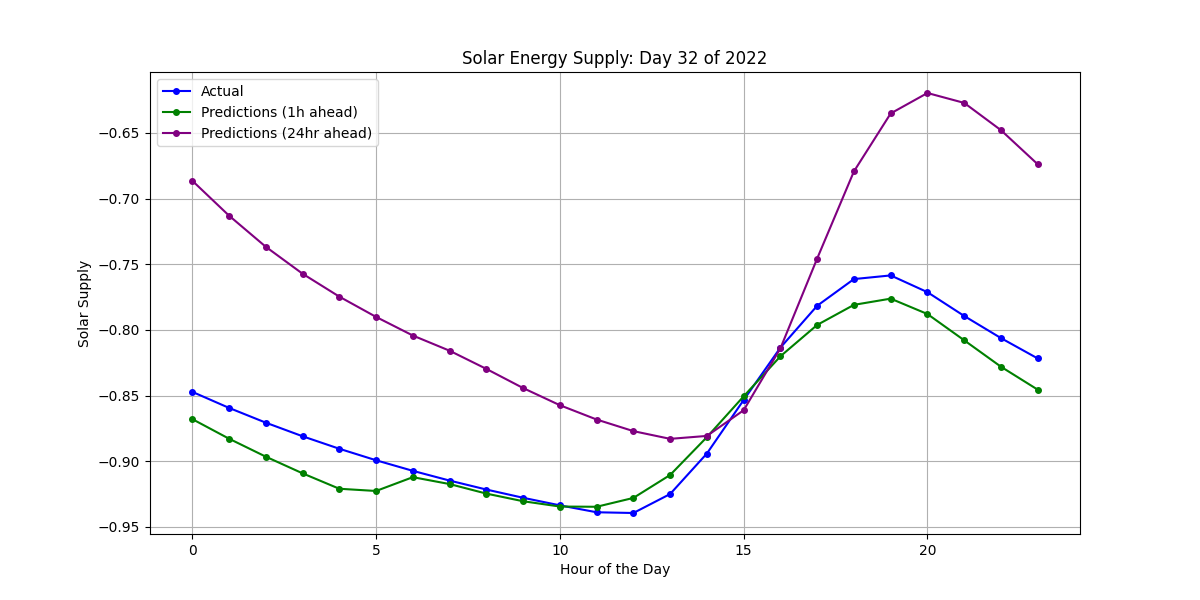 Solar Energy Supply: Day 32 of 2022
Actual
Predictions (1h ahead)
Predictions (24hr ahead)
Solar Supply
−0.65
−0.70
−0.75
−0.80
−0.85
−0.90
−0.95
0 5 10 15 20
Hour of the Day